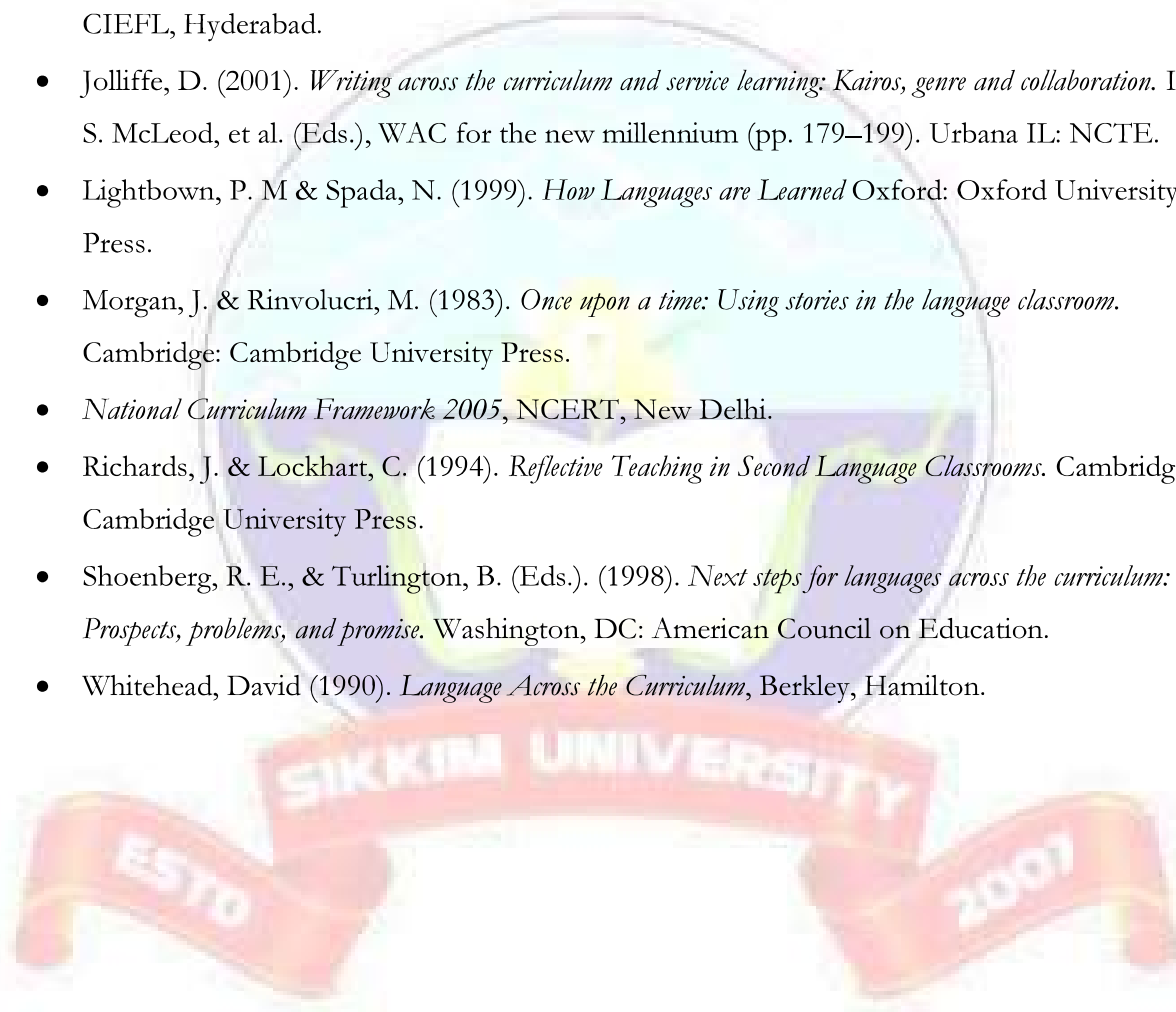 CIEFL, Hyderabad.
• Jolliffe, D. (2001). Writing across the curriculum and service learning: Kairos, genre and collaboration. I
S. McLeod, et al. (Eds.), WAC for the new millennium (pp. 179–199). Urbana IL: NCTE.
• Lightbown, P. M & Spada, N. (1999). How Languages are Learned Oxford: Oxford University
Press.
• Morgan, J. & Rinvolucri, M. (1983). Once upon a time: Using stories in the language classroom.
Cambridge: Cambridge University Press.
• National Curriculum Framework 2005, NCERT, New Delhi.
• Richards, J. & Lockhart, C. (1994). Reflective Teaching in Second Language Classrooms. Cambridg
Cambridge University Press.
• Shoenberg, R. E., & Turlington, B. (Eds.). (1998). Next steps for languages across the curriculum:
Prospects, problems, and promise. Washington, DC: American Council on Education.
• Whitehead, David (1990). Language Across the Curriculum, Berkley, Hamilton.
SIKKIM UNIVERSITY
ESTD 2007